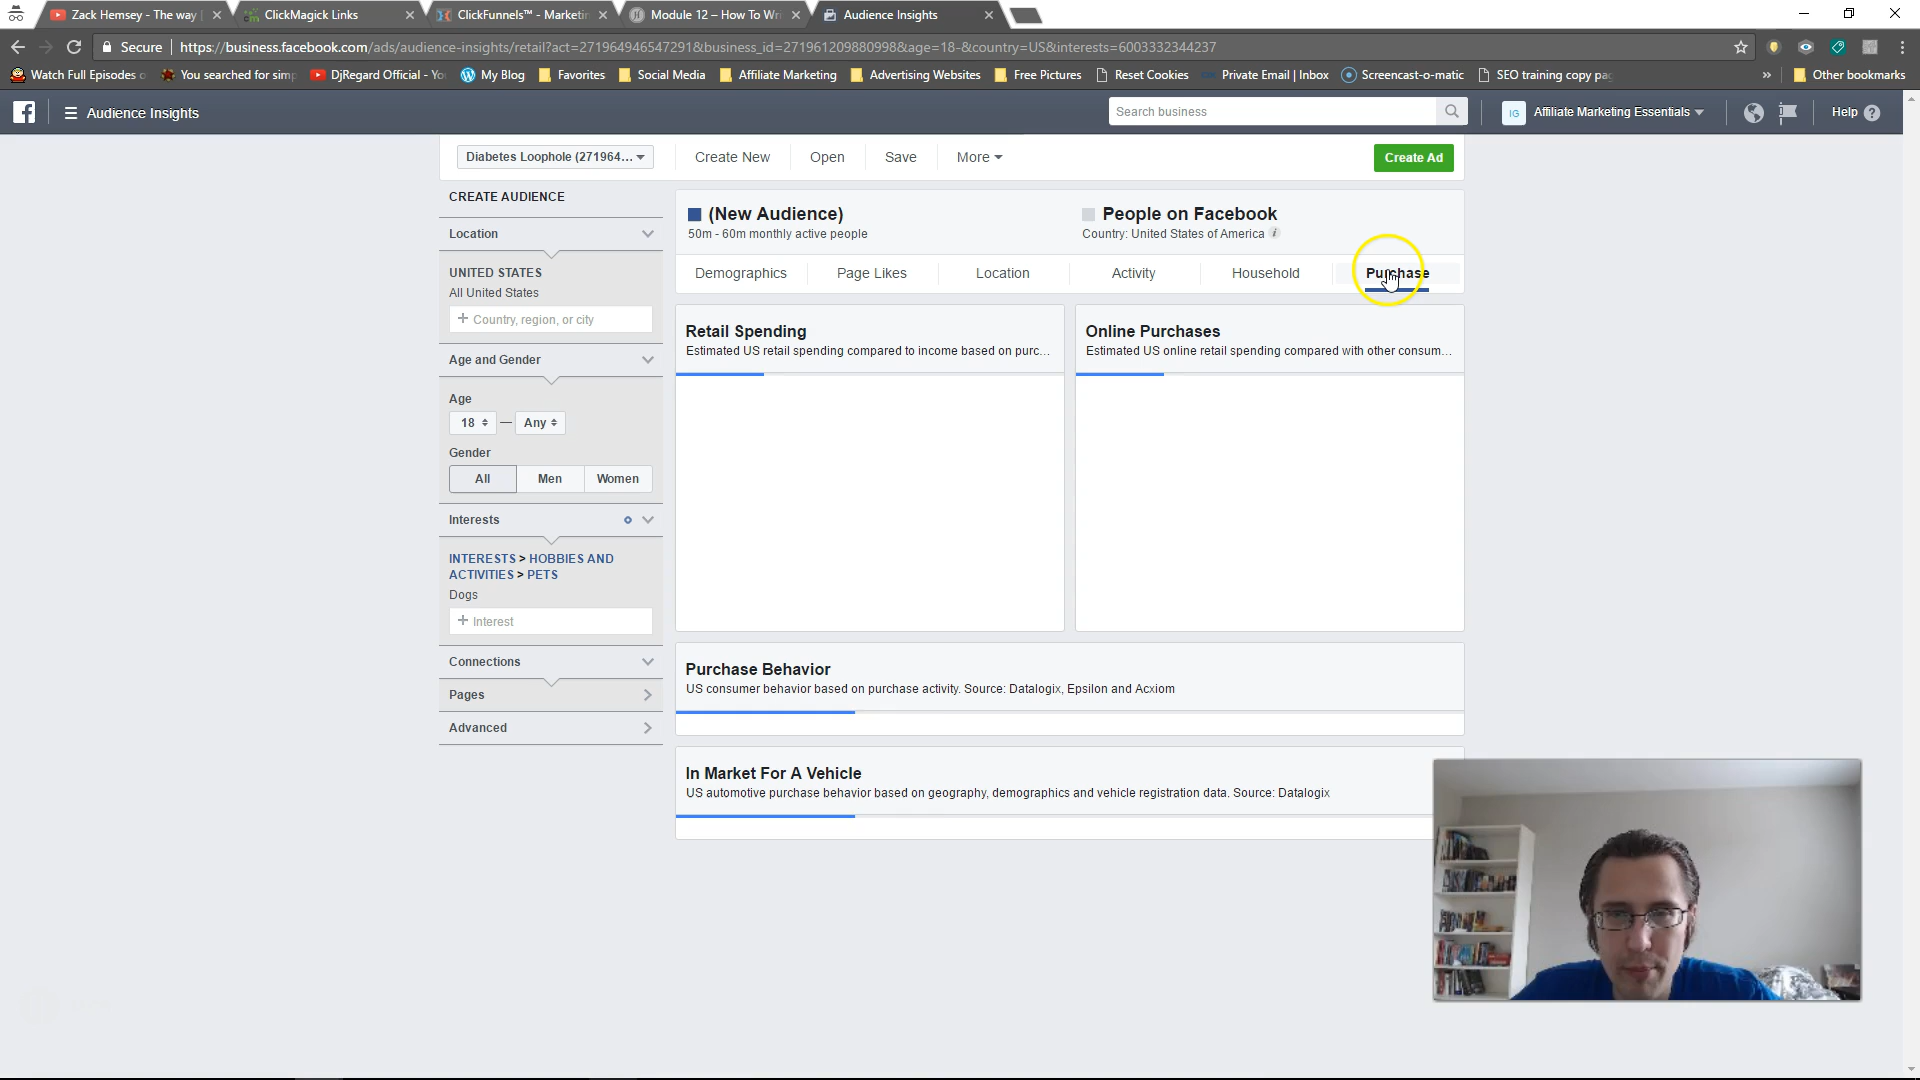 Zack Hemsey - The way
ClickMagick Links
ClickFunnels™ - Marketin
Module 12 – How To Wri
Audience Insights
Secure
https://business.facebook.com/ads/audience-insights/retail?act=271964946547291&business_id=271961209880998&age=18-&country=US&interests=6003332344237
Watch Full Episodes o
You searched for simp
DjRegard Official - Yo
My Blog
Favorites
Social Media
Affiliate Marketing
Advertising Websites
Free Pictures
Reset Cookies
Private Email | Inbox
Screencast-o-matic
SEO training copy pag
»
Other bookmarks
Audience Insights
Search business
IG
Affiliate Marketing Essentials
Help
Diabetes Loophole (271964...
Create New
Open
Save
More
Create Ad
CREATE AUDIENCE
Location
UNITED STATES
All United States
+ Country, region, or city
Age and Gender
Age
18 — Any
Gender
All
Men
Women
Interests
INTERESTS > HOBBIES AND
ACTIVITIES > PETS
Dogs
+ Interest
Connections
Pages
Advanced
(New Audience)
50m - 60m monthly active people
People on Facebook
Country: United States of America
Demographics
Page Likes
Location
Activity
Household
Purchase
Retail Spending
Estimated US retail spending compared to income based on purc...
Online Purchases
Estimated US online retail spending compared with other consum...
Purchase Behavior
US consumer behavior based on purchase activity. Source: Datalogix, Epsilon and Acxiom
In Market For A Vehicle
US automotive purchase behavior based on geography, demographics and vehicle registration data. Source: Datalogix